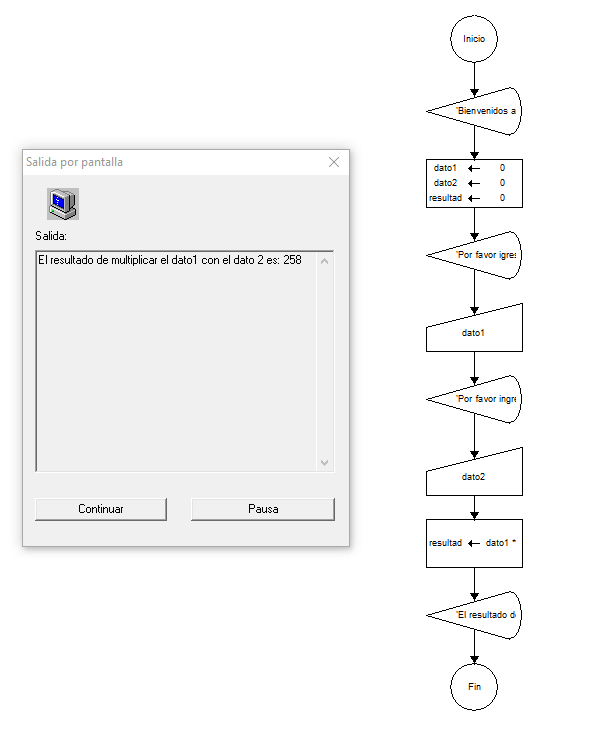 Salida por pantalla
Salida:
El resultado de multiplicar el dato1 con el dato 2 es: 258
Continuar
Pausa
Inicio
'Bienvenidos a
dato1 ← 0
dato2 ← 0
resultad ← 0
'Por favor igres
dato1
'Por favor ingre
dato2
resultad ← dato1 *
'El resultado de
Fin